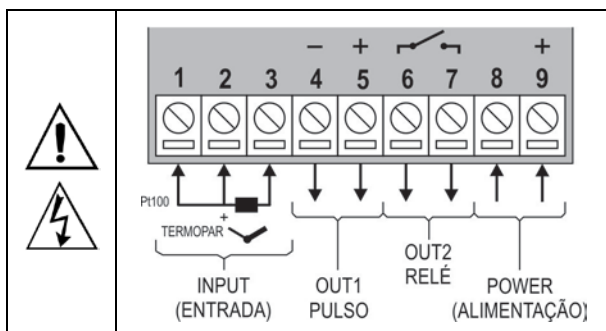 − + +
1 2 3 4 5 6 7 8 9
Pt100
+
TERMOPAR
INPUT
(ENTRADA)
OUT1
PULSO
OUT2
RELÉ
POWER
(ALIMENTAÇÃO)